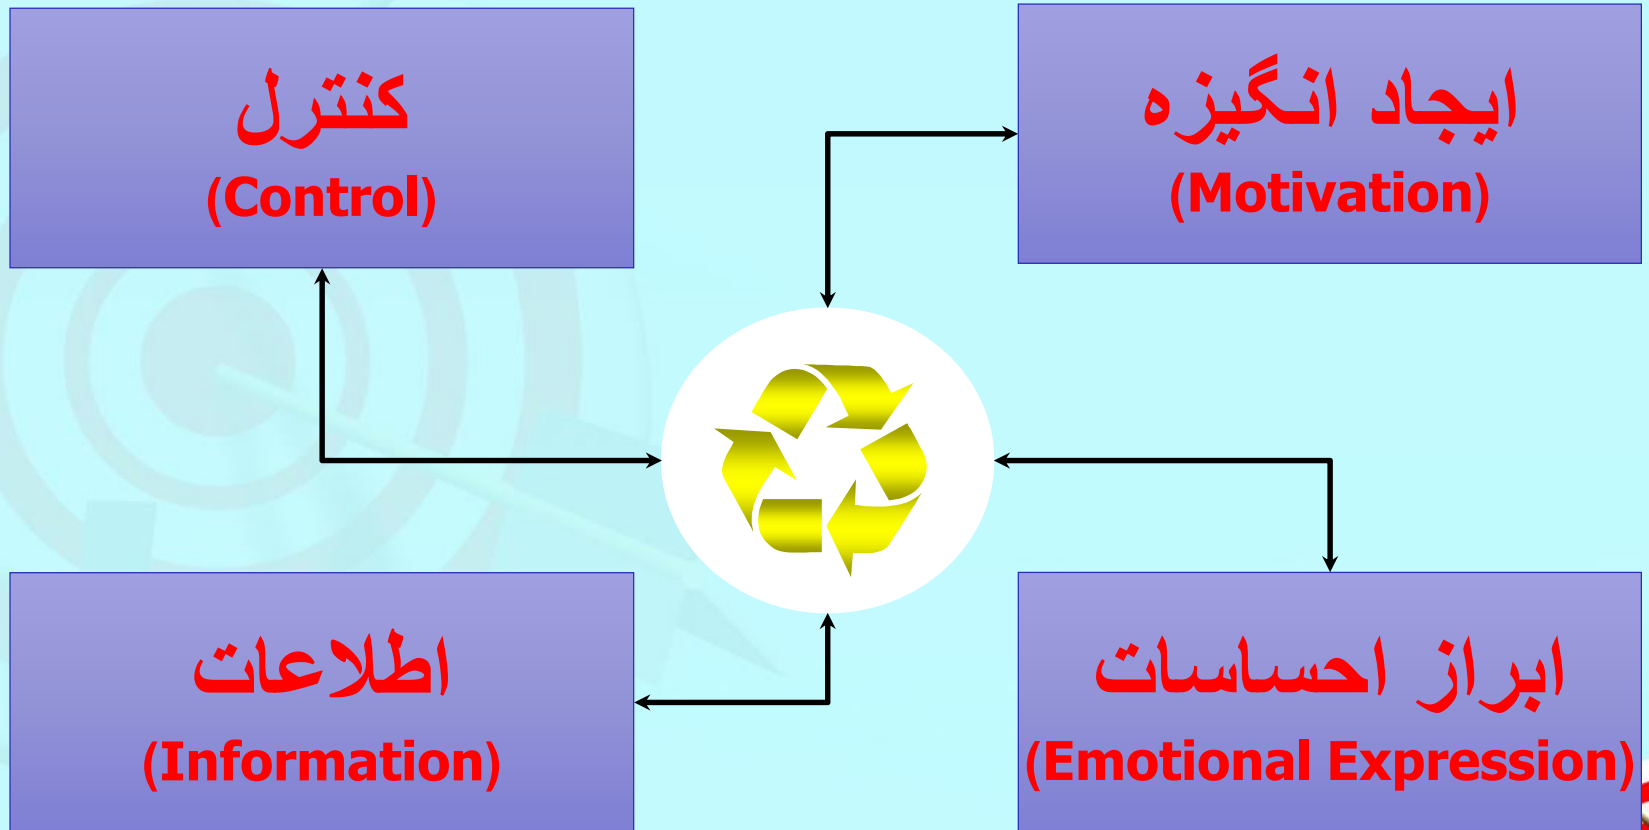 ایجاد انگیزه
(Motivation)
کنترل
(Control)
ابراز احساسات
(Emotional Expression)
اطلاعات
(Information)